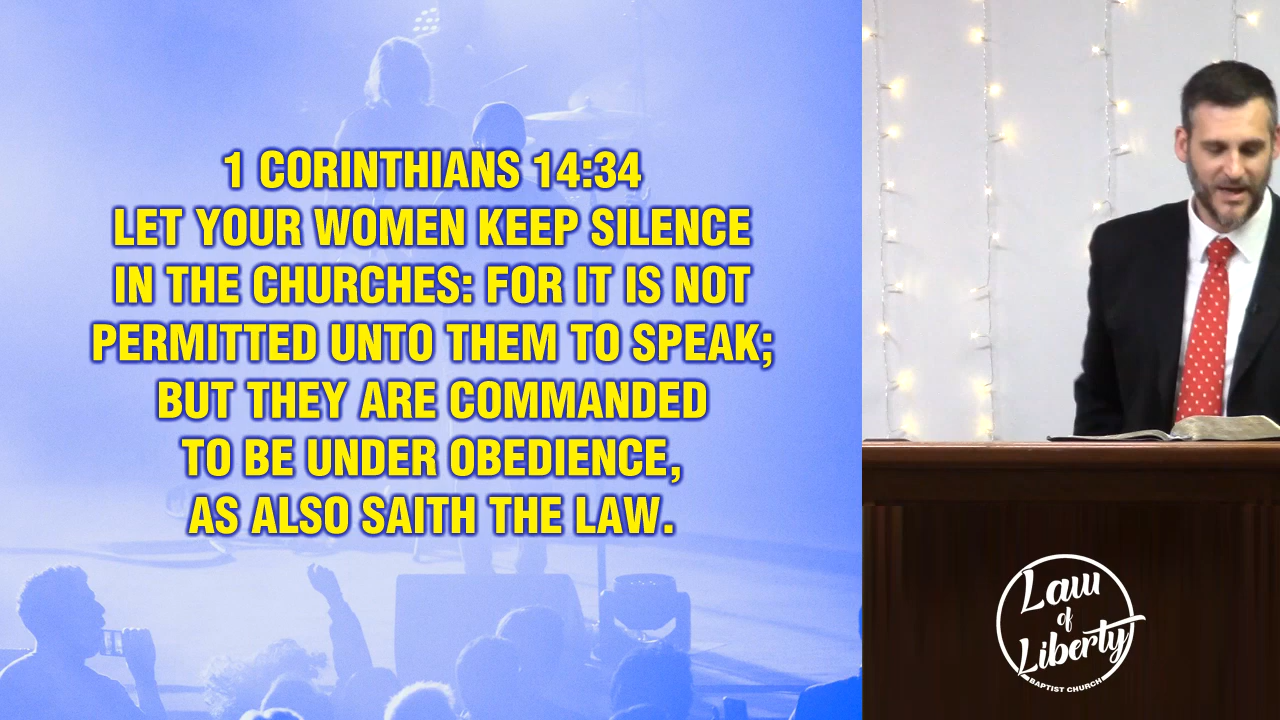 1 CORINTHIANS 14:34
LET YOUR WOMEN KEEP SILENCE
IN THE CHURCHES: FOR IT IS NOT
PERMITTED UNTO THEM TO SPEAK;
BUT THEY ARE COMMANDED
TO BE UNDER OBEDIENCE,
AS ALSO SAITH THE LAW.
Law
of
Liberty
BAPTIST CHURCH